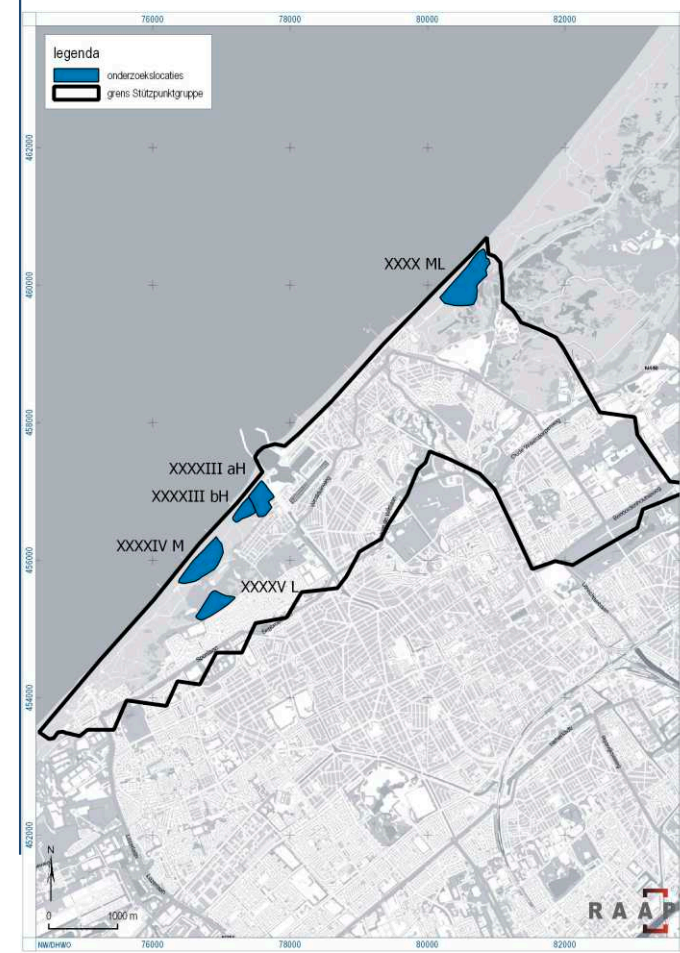 76000 78000 80000 82000
legenda
onderzoekslocaties
grens Stützpunktgruppe
462000
XXXX ML
460000
458000
XXXXIII aH
XXXXIII bH
XXXXIV M
456000
XXXXV L
454000
452000
N
0 1000 m
RAAP
NW/DHWO 76000 78000 80000 82000